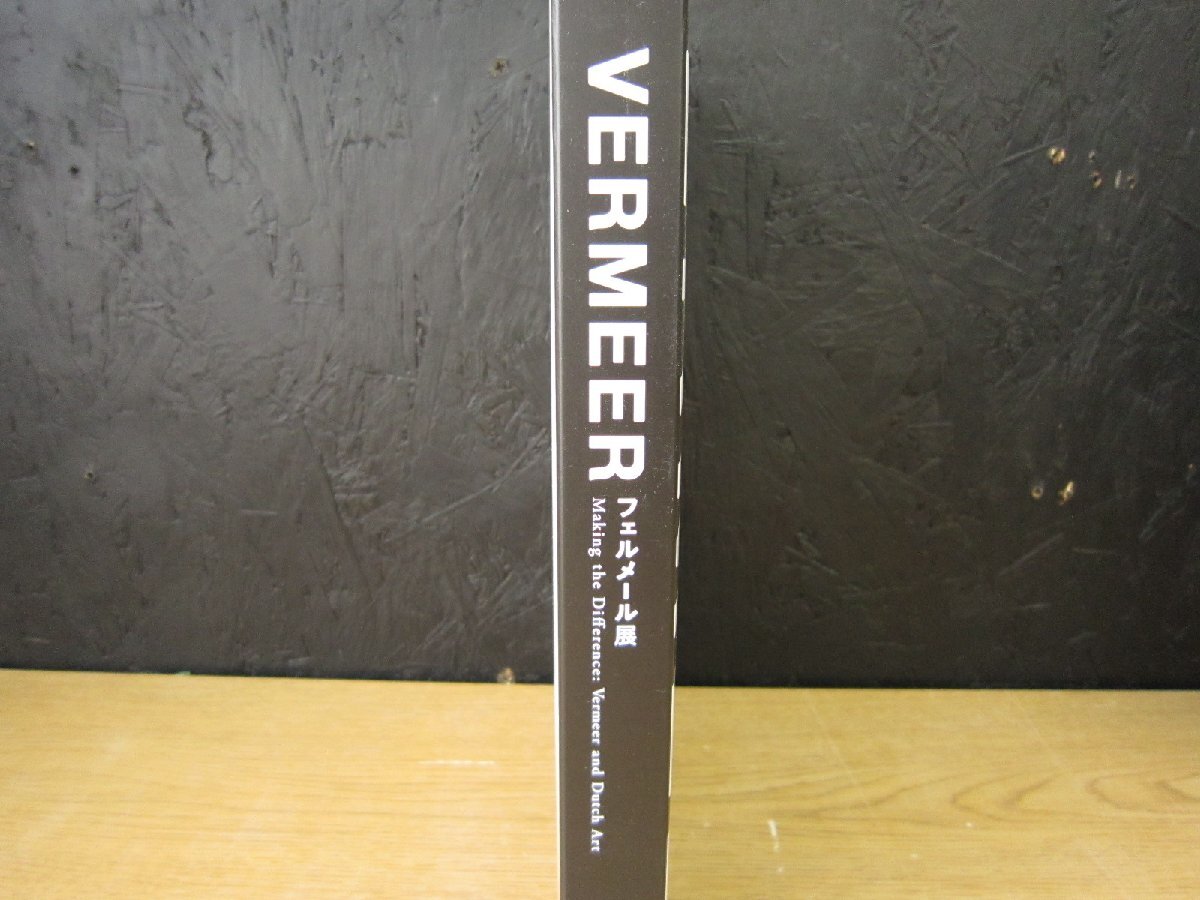 VERMEER
フェルメール展
Making the Difference: Vermeer and Dutch Art